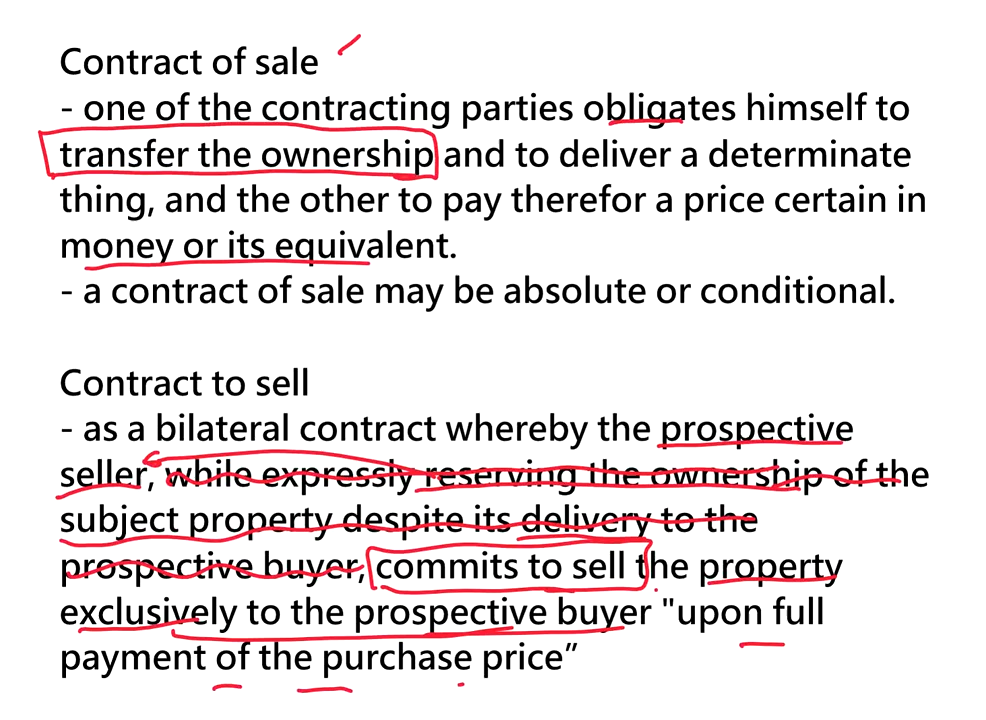 Contract of sale
- one of the contracting parties obligates himself to
transfer the ownership and to deliver a determinate
thing, and the other to pay therefor a price certain in
money or its equivalent.
- a contract of sale may be absolute or conditional.
Contract to sell
- as a bilateral contract whereby the prospective
seller, while expressly reserving the ownership of the
subject property despite its delivery to the
prospective buyer, commits to sell the property
exclusively to the prospective buyer "upon full
payment of the purchase price”